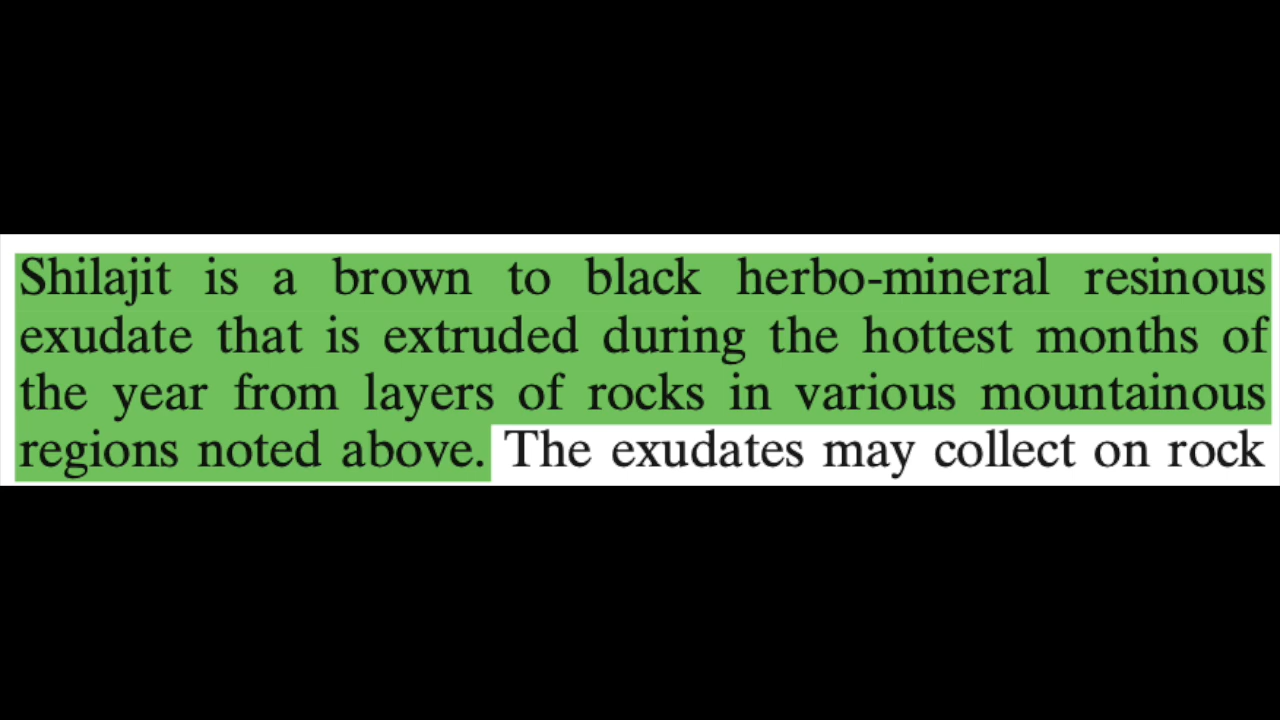 Shilajit is a brown to black herbo-mineral resinous
exudate that is extruded during the hottest months of
the year from layers of rocks in various mountainous
regions noted above. The exudates may collect on rock